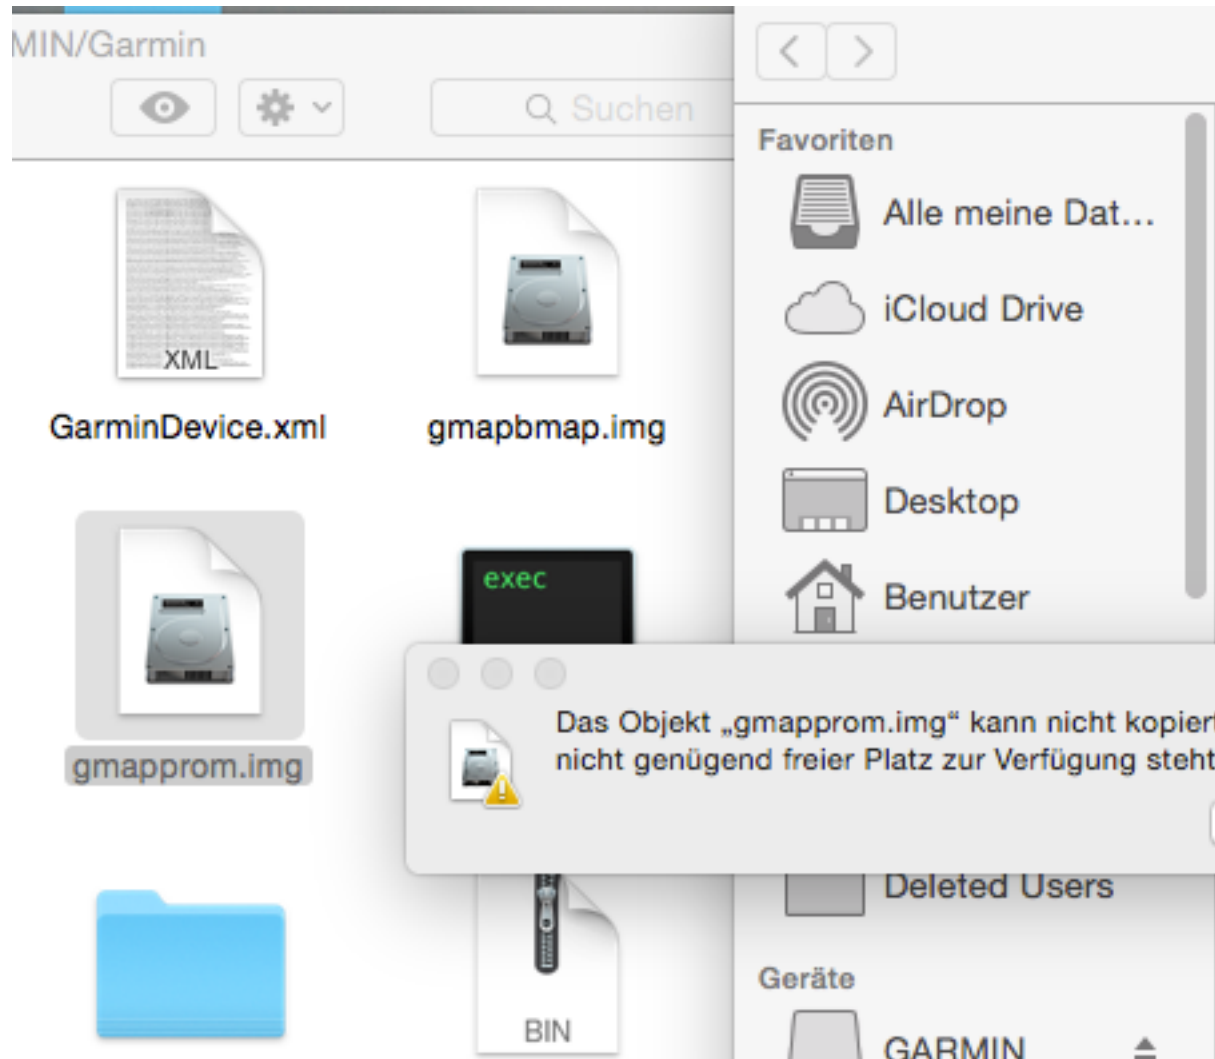 MIN/Garmin
Suchen
XML
GarminDevice.xml
gmapbmap.img
gmapprom.img
exec
BIN
Favoriten
Alle meine Dat...
iCloud Drive
AirDrop
Desktop
Benutzer
Das Objekt „gmapprom.img“ kann nicht kopiert
nicht genügend freier Platz zur Verfügung steht
Deleted Users
Geräte
GARMIN